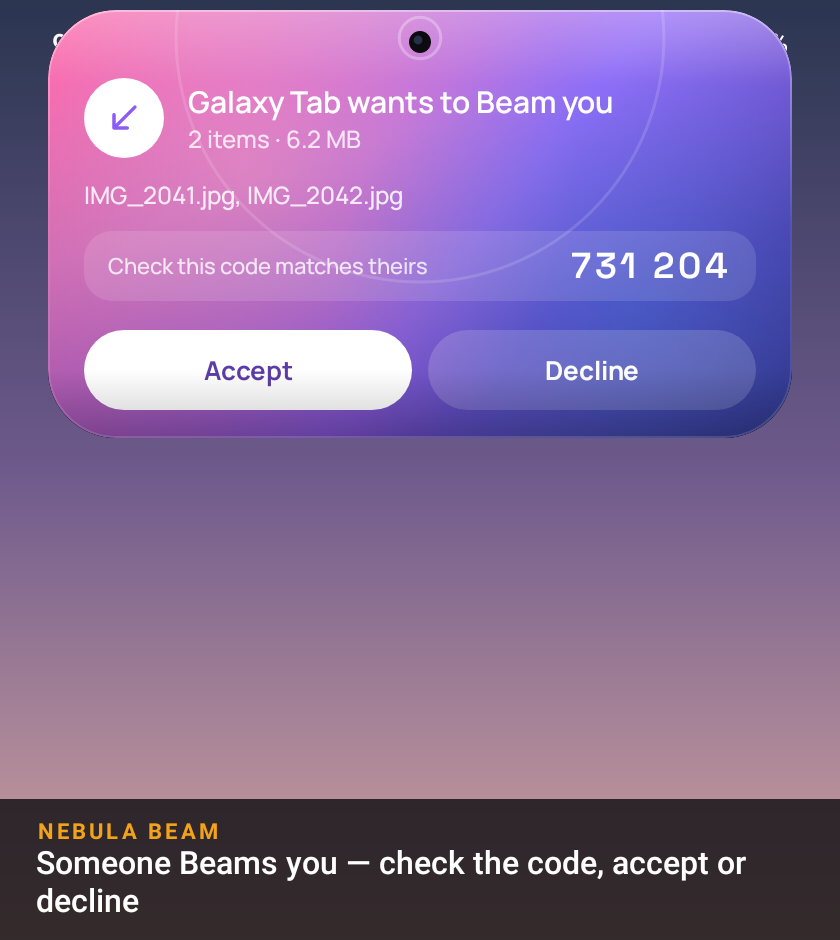 Galaxy Tab wants to Beam you
2 items · 6.2 MB
IMG_2041.jpg, IMG_2042.jpg
Check this code matches theirs 731 204
Accept Decline
NEBULA BEAM
Someone Beams you — check the code, accept or
decline